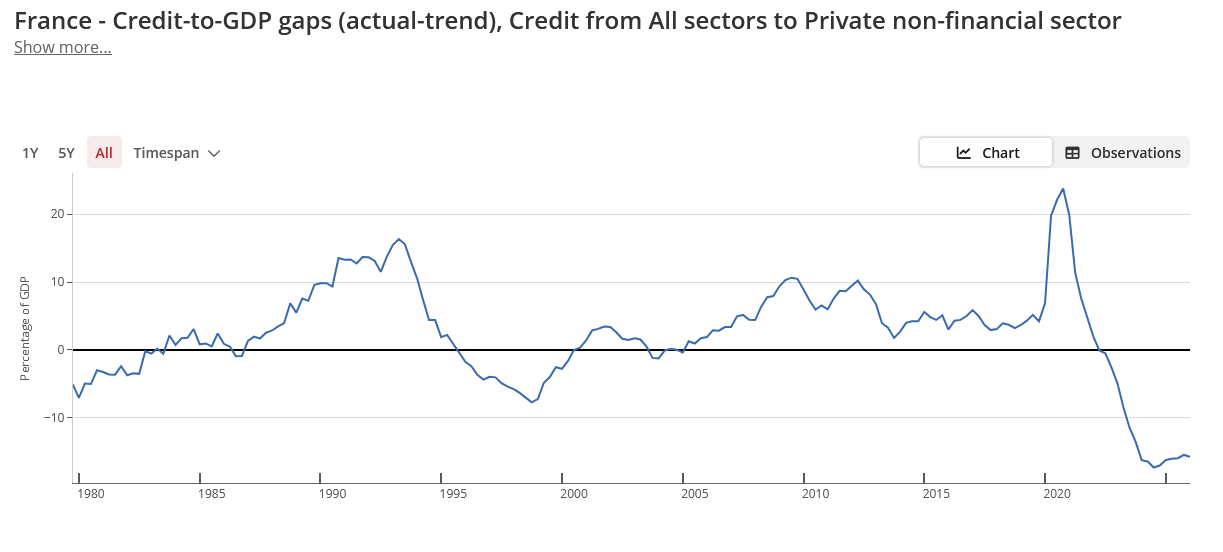 France - Credit-to-GDP gaps (actual-trend), Credit from All sectors to Private non-financial sector
Show more...
1Y 5Y All Timespan Chart Observations
Percentage of GDP
20
10
0
−10
1980 1985 1990 1995 2000 2005 2010 2015 2020